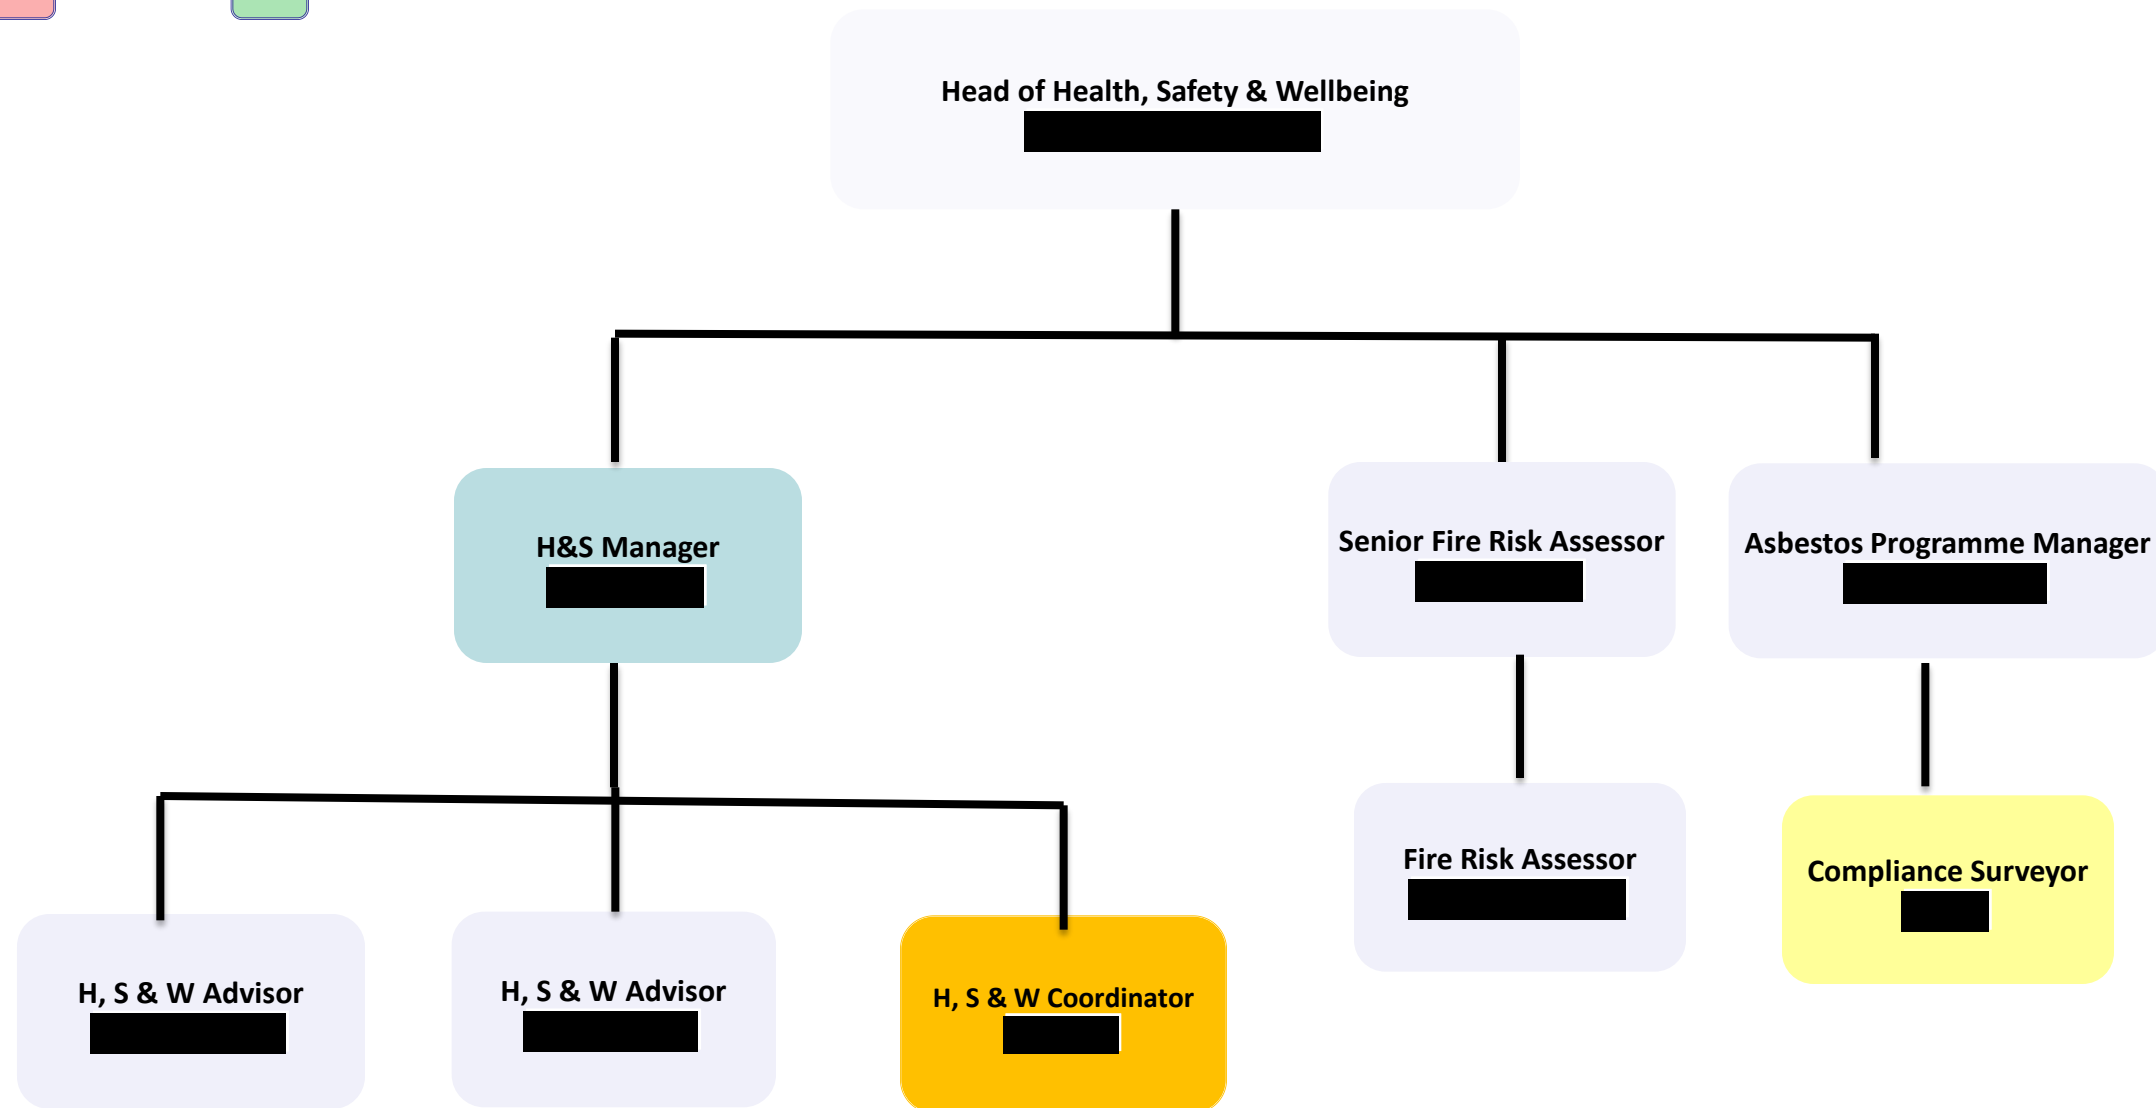 Head of Health, Safety & Wellbeing
H&S Manager
Senior Fire Risk Assessor
Asbestos Programme Manager
Fire Risk Assessor
Compliance Surveyor
H, S & W Advisor
H, S & W Advisor
H, S & W Coordinator